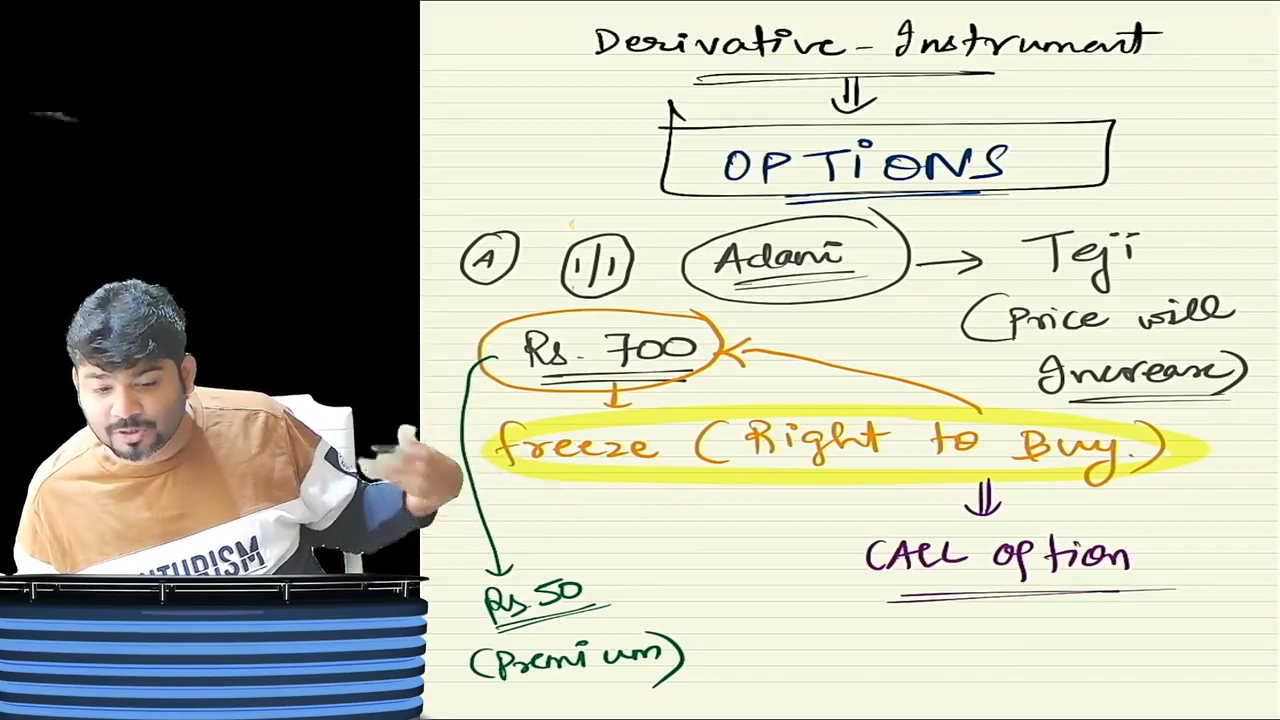 Derivative - Instrument
OPTIONS
A 1/1 Adani → Teji
(Price will
Increase)
Rs. 700
freeze (Right to Buy.)
CALL option
Rs. 50
(Premium)